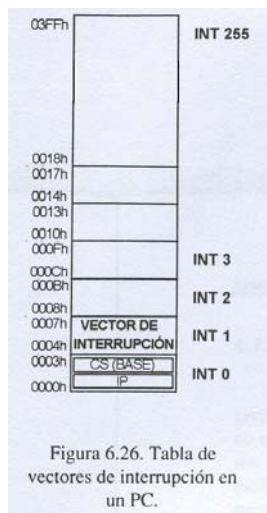 03FFh
INT 255
0018h
0017h
0014h
0013h
0010h
000Fh
INT 3
000Ch
000Bh
INT 2
0008h
0007h
VECTOR DE
INTERRUPCIÓN
INT 1
0004h
0003h
CS (BASE)
INT 0
IP
0000h
Figura 6.26. Tabla de
vectores de interrupción en
un PC.